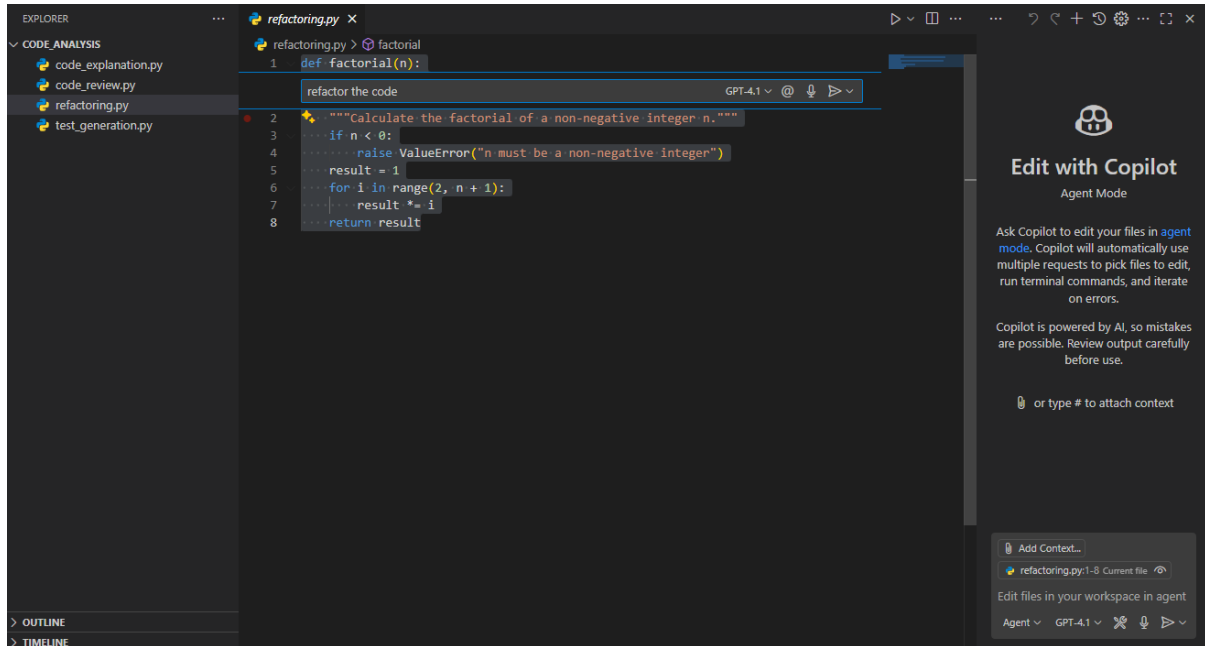 EXPLORER ···
CODE_ANALYSIS
code_explanation.py
code_review.py
refactoring.py
test_generation.py
OUTLINE
TIMELINE
refactoring.py
refactoring.py > factorial
1 def factorial(n):
refactor the code GPT-4.1 @
2 """Calculate the factorial of a non-negative integer n."""
3 if n < 0:
4 raise ValueError("n must be a non-negative integer")
5 result = 1
6 for i in range(2, n + 1):
7 result *= i
8 return result
Edit with Copilot
Agent Mode
Ask Copilot to edit your files in agent
mode. Copilot will automatically use
multiple requests to pick files to edit,
run terminal commands, and iterate
on errors.
Copilot is powered by AI, so mistakes
are possible. Review output carefully
before use.
or type # to attach context
Add Context...
refactoring.py:1-8 Current file
Edit files in your workspace in agent
Agent GPT-4.1